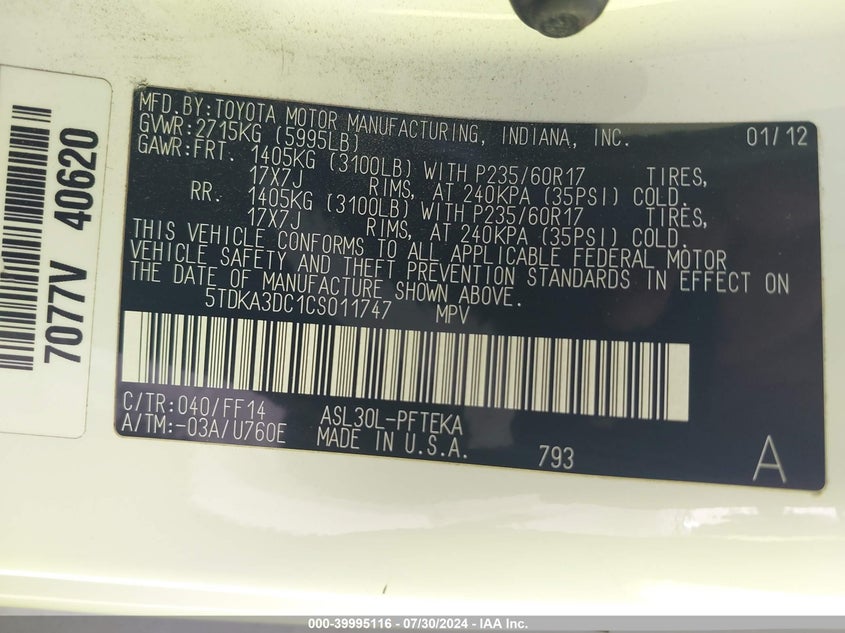 7077V 40620
MFD.BY:TOYOTA MOTOR MANUFACTURING, INDIANA, INC. 01/12
GVWR:2715KG (5995LB)
GAWR:FRT. 1405KG (3100LB) WITH P235/60R17 TIRES,
17X7J RIMS, AT 240KPA (35PSI) COLD.
RR. 1405KG (3100LB) WITH P235/60R17 TIRES,
17X7J RIMS, AT 240KPA (35PSI) COLD.
THIS VEHICLE CONFORMS TO ALL APPLICABLE FEDERAL MOTOR
VEHICLE SAFETY AND THEFT PREVENTION STANDARDS IN EFFECT ON
THE DATE OF MANUFACTURE SHOWN ABOVE.
5TDKA3DC1CS011747 MPV
C/TR:040/FF14 ASL30L-PFTEKA
A/TM:-03A/U760E MADE IN U.S.A. 793 A
000-39995116 - 07/30/2024 - IAA Inc.